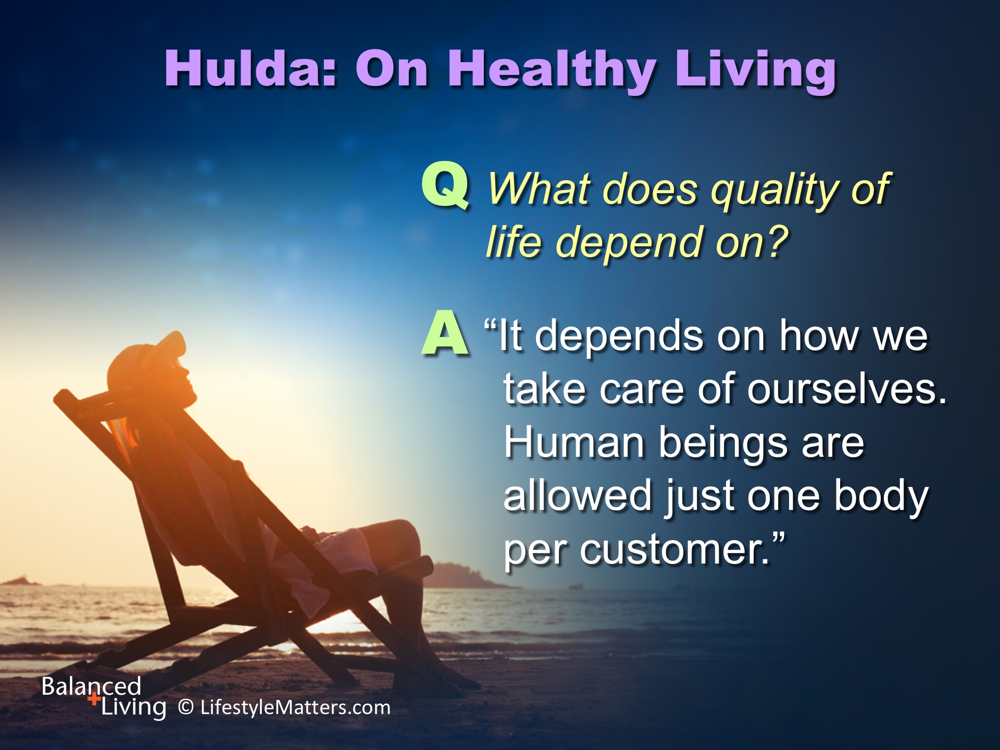 Hulda: On Healthy Living
Q What does quality of
life depend on?
A “It depends on how we
take care of ourselves.
Human beings are
allowed just one body
per customer.”
Balanced
Living © LifestyleMatters.com